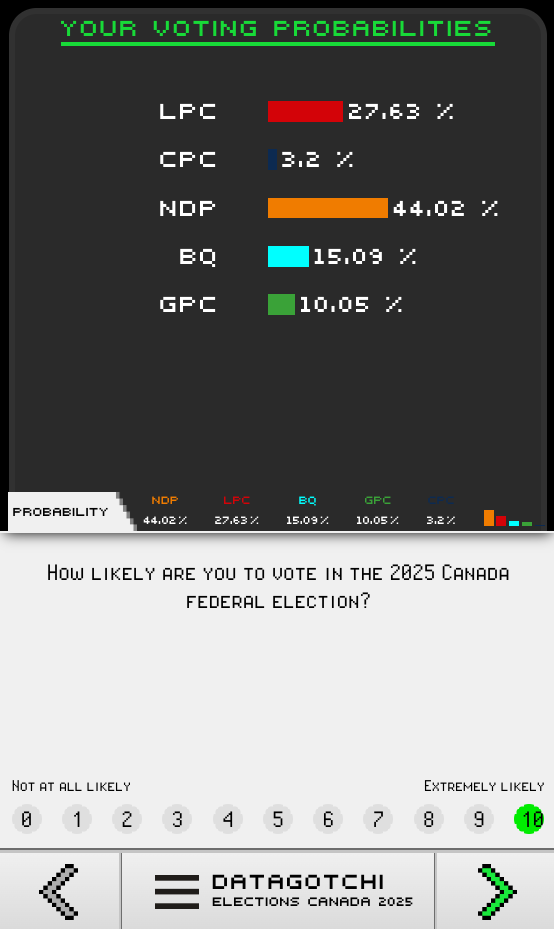 YOUR VOTING PROBABILITIES
LPC 27.63 %
CPC 3.2 %
NDP 44.02 %
BQ 15.09 %
GPC 10.05 %
PROBABILITY
NDP LPC BQ GPC CPC
44.02 % 27.63 % 15.09 % 10.05 % 3.2 %
How likely are you to vote in the 2025 Canada
federal election?
Not at all likely Extremely likely
0 1 2 3 4 5 6 7 8 9 10
DATAGOTCHI
ELECTIONS CANADA 2025